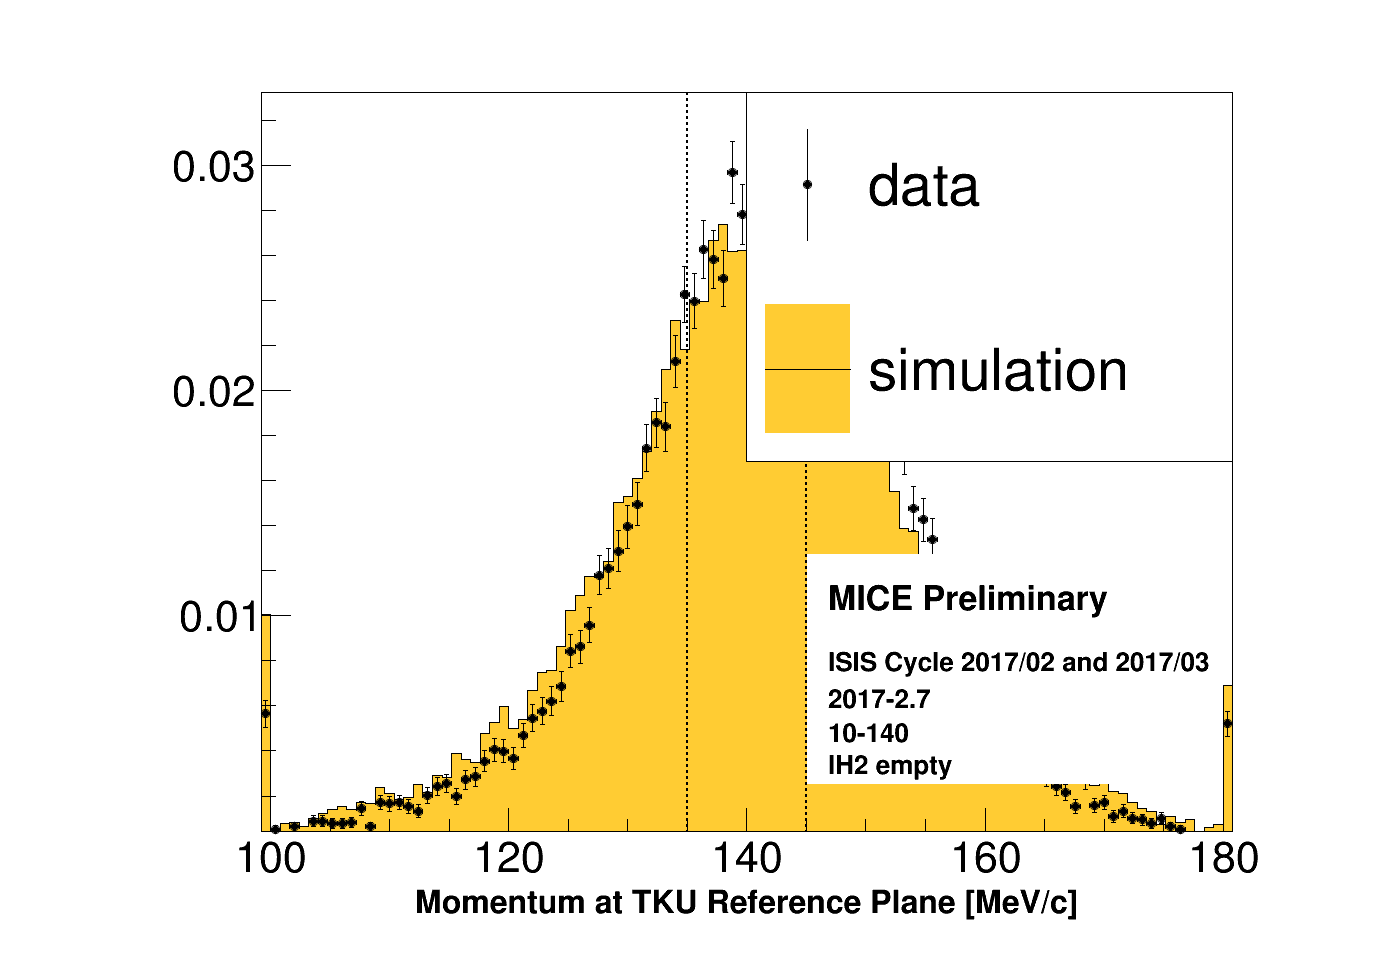 0.03
0.02
0.01
data
simulation
MICE Preliminary
ISIS Cycle 2017/02 and 2017/03
2017-2.7
10-140
IH2 empty
100 120 140 160 180
Momentum at TKU Reference Plane [MeV/c]